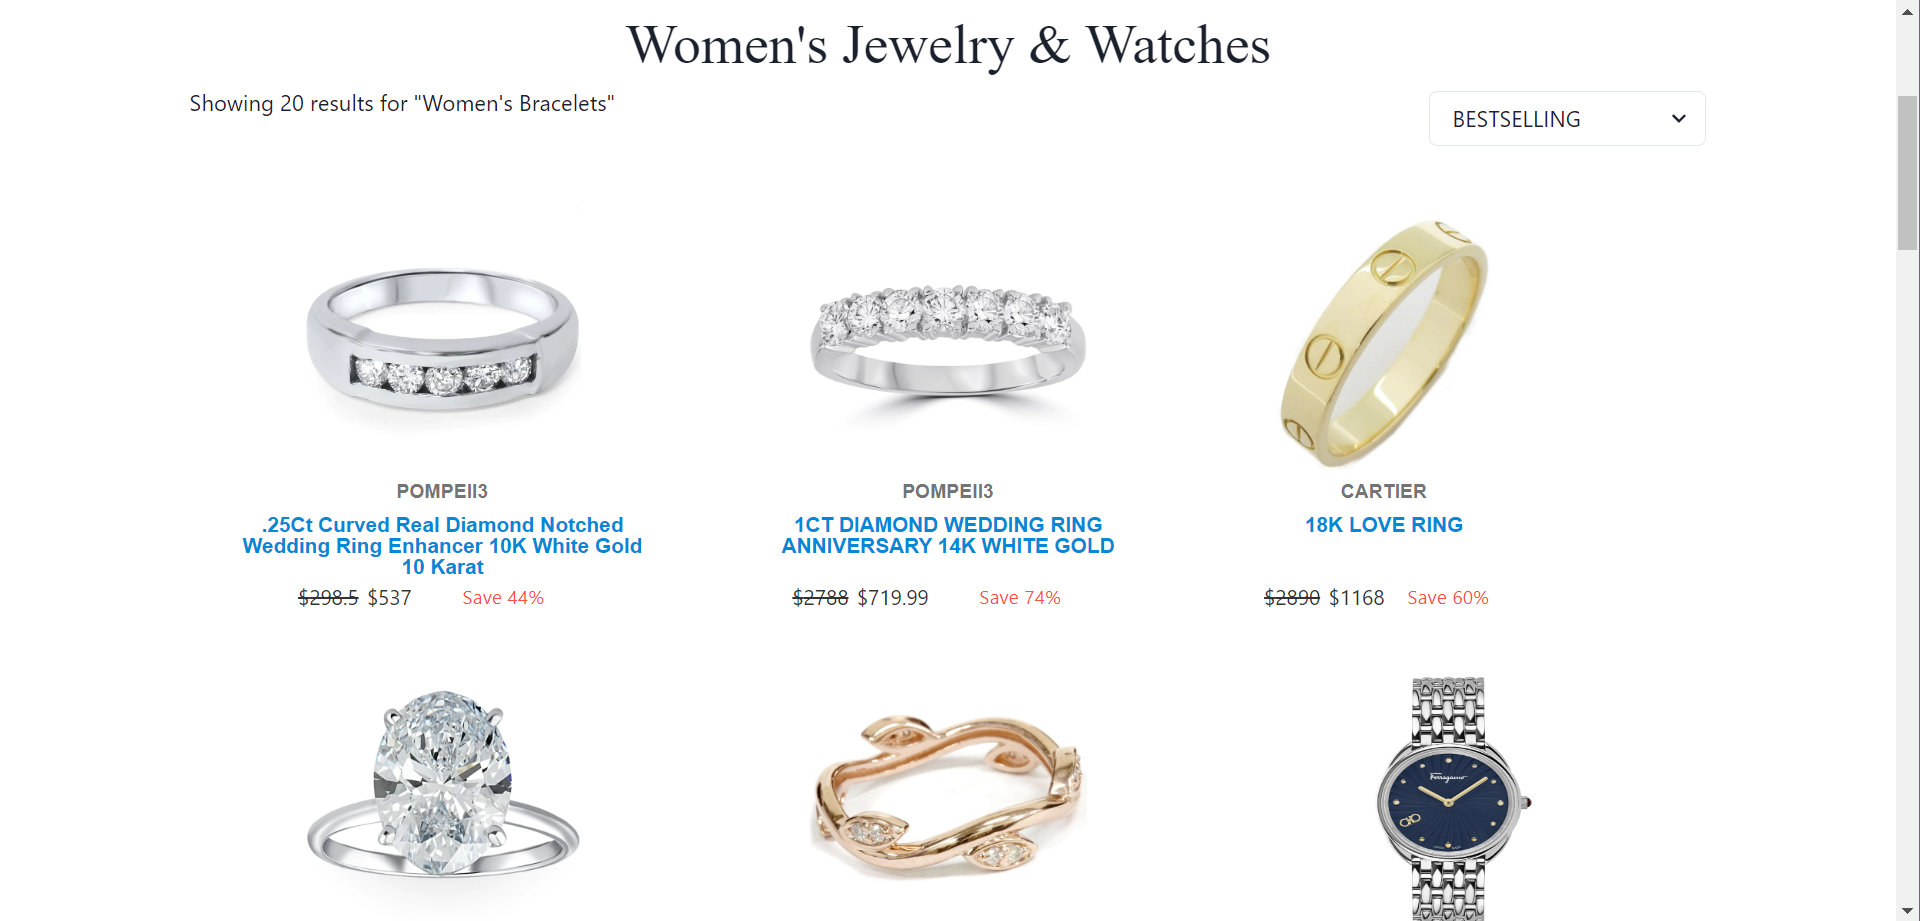 Women's Jewelry & Watches
Showing 20 results for "Women's Bracelets"
BESTSELLING
POMPEII3
.25Ct Curved Real Diamond Notched
Wedding Ring Enhancer 10K White Gold
10 Karat
$298.5 $537 Save 44%
POMPEII3
1CT DIAMOND WEDDING RING
ANNIVERSARY 14K WHITE GOLD
$2788 $719.99 Save 74%
CARTIER
18K LOVE RING
$2890 $1168 Save 60%
Ferragamo